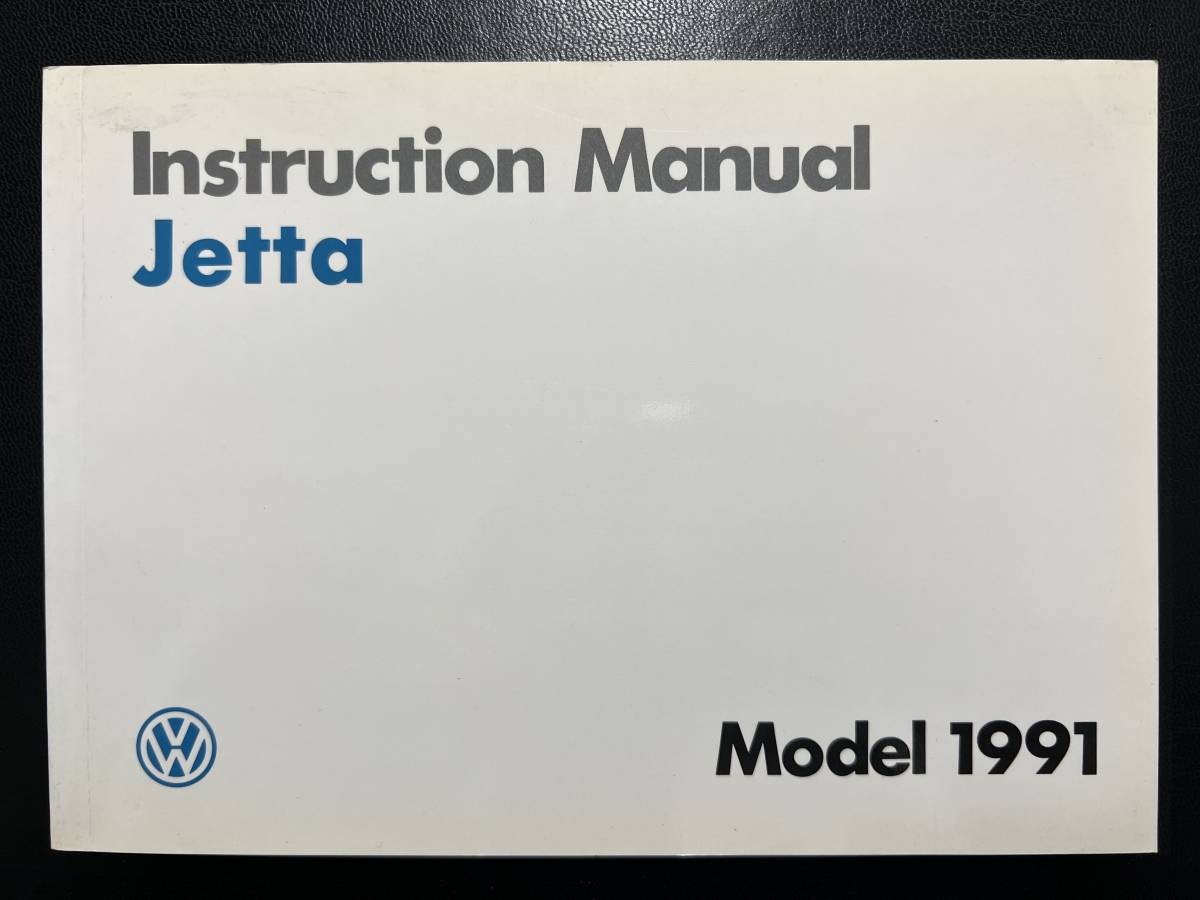 Instruction Manual
Jetta
Model 1991